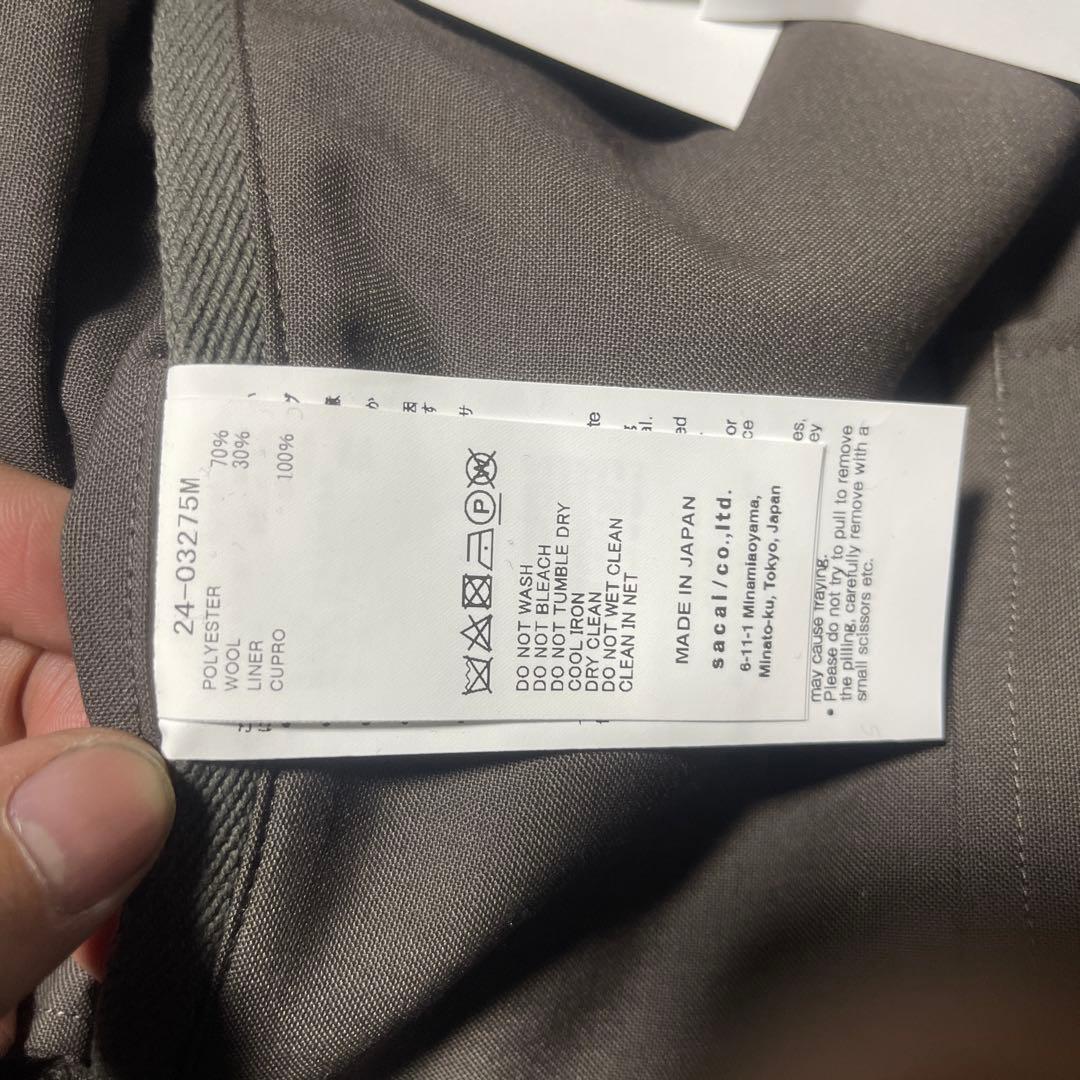 24-03275M
POLYESTER 70%
WOOL 30%
LINER
CUPRO 100%
P W
DO NOT WASH
DO NOT BLEACH
DO NOT TUMBLE DRY
COOL IRON
DRY CLEAN
DO NOT WET CLEAN
CLEAN IN NET
MADE IN JAPAN
sacai/co.,ltd.
6-11-1 Minamiaoyama,
Minato-ku, Tokyo, Japan
may cause fraying.
• Please do not try to pull to remove
the pilling, carefully remove with a
small scissors etc.